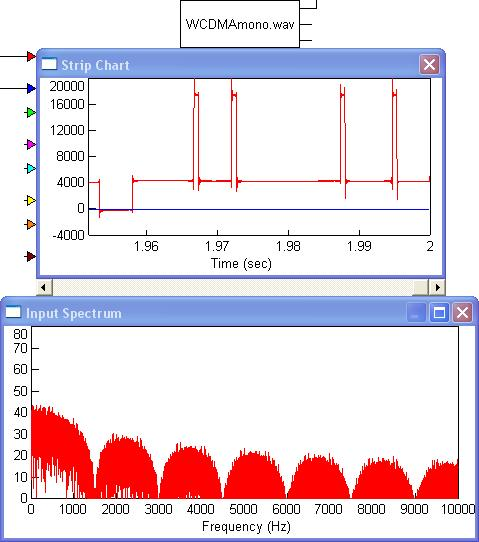 WCDMAmono.wav
Strip Chart
20000
16000
12000
8000
4000
0
-4000
1.96 1.97 1.98 1.99 2
Time (sec)
Input Spectrum
80
70
60
50
40
30
20
10
0
0 1000 2000 3000 4000 5000 6000 7000 8000 9000 10000
Frequency (Hz)